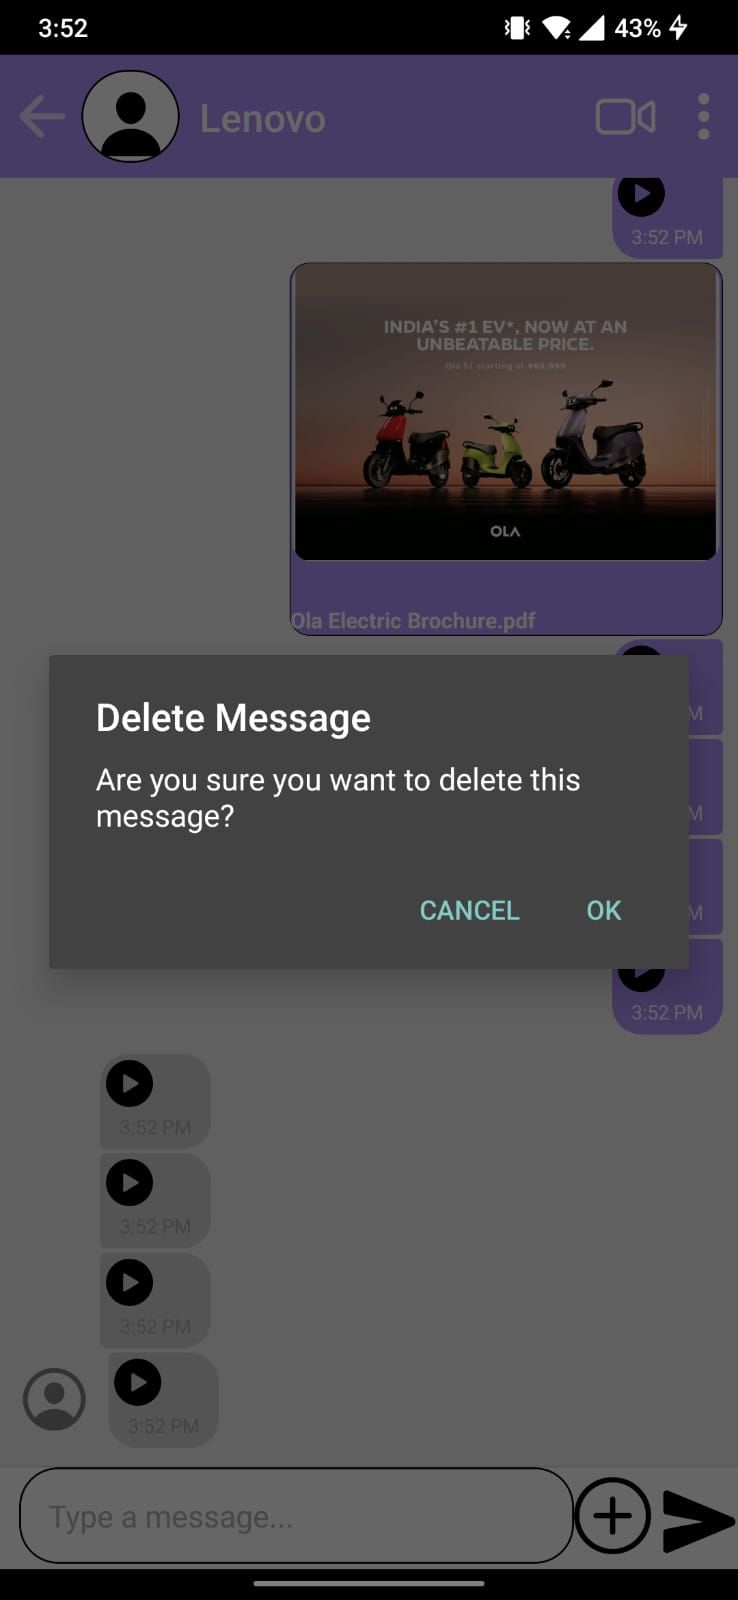 3:52
43%
Lenovo
3:52 PM
INDIA'S #1 EV*, NOW AT AN
UNBEATABLE PRICE.
Ola S1 starting at ₹69,999
OLA
Ola Electric Brochure.pdf
M
Delete Message
Are you sure you want to delete this
message?
M
CANCEL
OK
M
3:52 PM
3:52 PM
3:52 PM
3:52 PM
3:52 PM
Type a message...